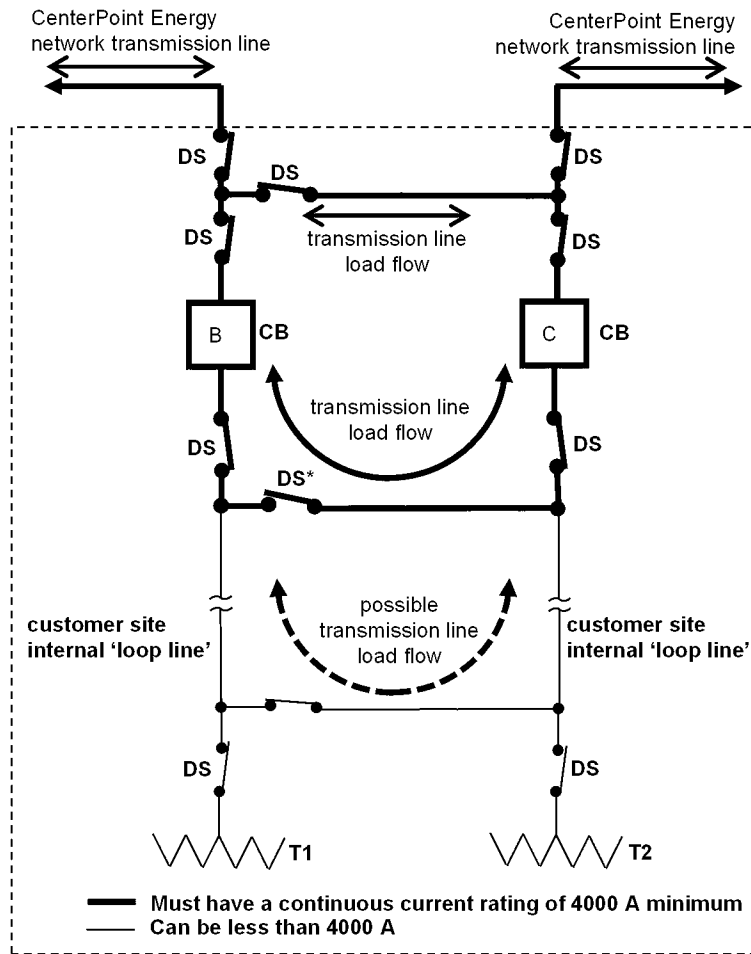 CenterPoint Energy
network transmission line
CenterPoint Energy
network transmission line
DS
DS
DS
DS
transmission line
load flow
DS
DS
B
CB
C
CB
transmission line
load flow
DS
DS
DS*
customer site
internal ‘loop line’
possible
transmission line
load flow
customer site
internal ‘loop line’
DS
DS
T1
T2
Must have a continuous current rating of 4000 A minimum
Can be less than 4000 A